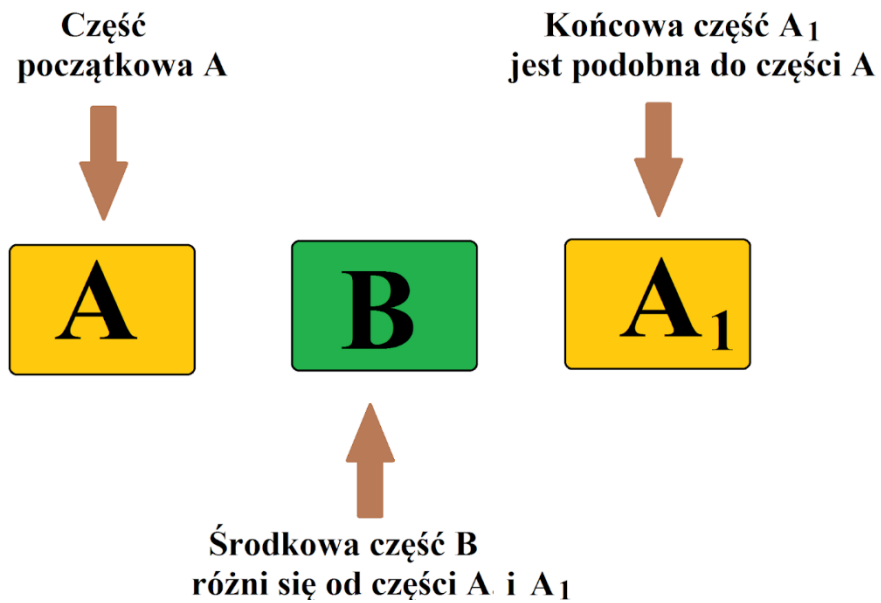 Część
początkowa A
Końcowa część A₁
jest podobna do części A
A
B
A₁
Środkowa część B
różni się od części A i A₁